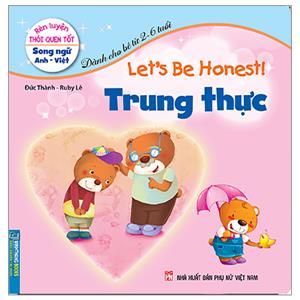 Rèn luyện
THÓI QUEN TỐT
Song ngữ
Anh - Việt
Dành cho bé từ 2-6 tuổi
Let's Be Honest!
Đức Thành - Ruby Lê
Trung thực
NHÀ XUẤT BẢN PHỤ NỮ VIỆT NAM